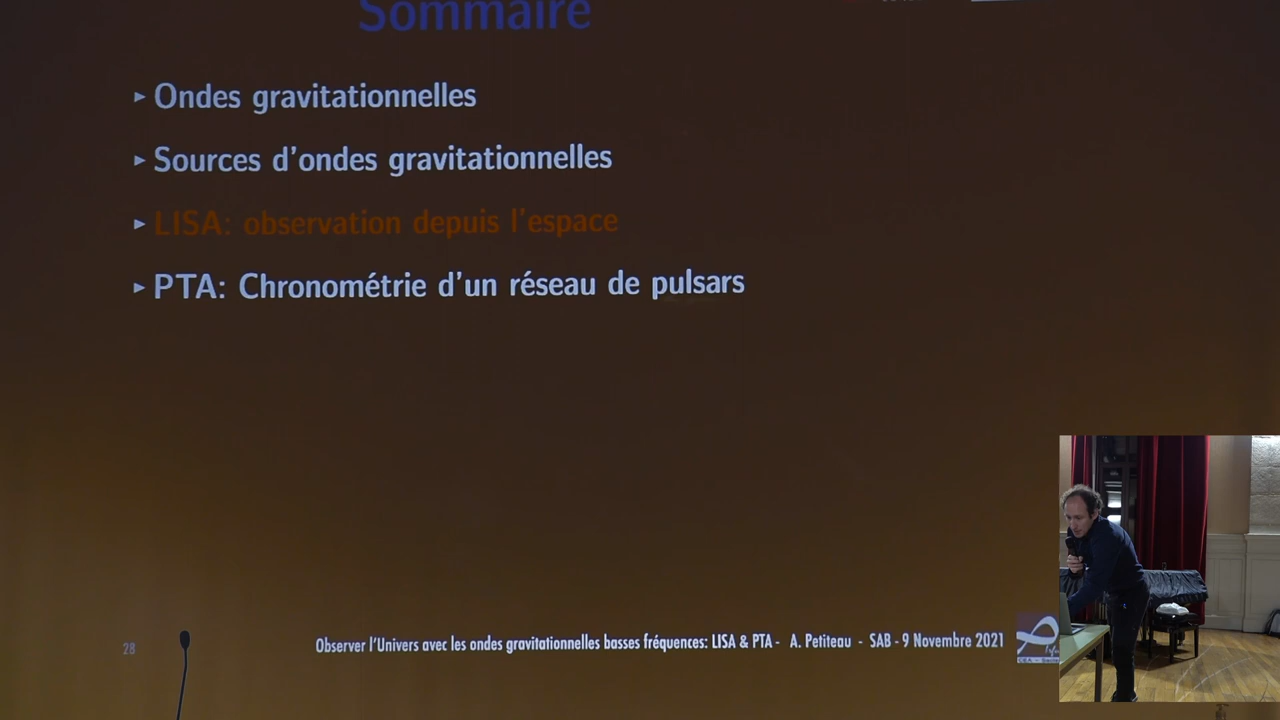 Sommaire
▸ Ondes gravitationnelles
▸ Sources d'ondes gravitationnelles
▸ LISA: observation depuis l'espace
▸ PTA: Chronométrie d'un réseau de pulsars
28
Observer l'Univers avec les ondes gravitationnelles basses fréquences: LISA & PTA - A. Petiteau - SAB - 9 Novembre 2021